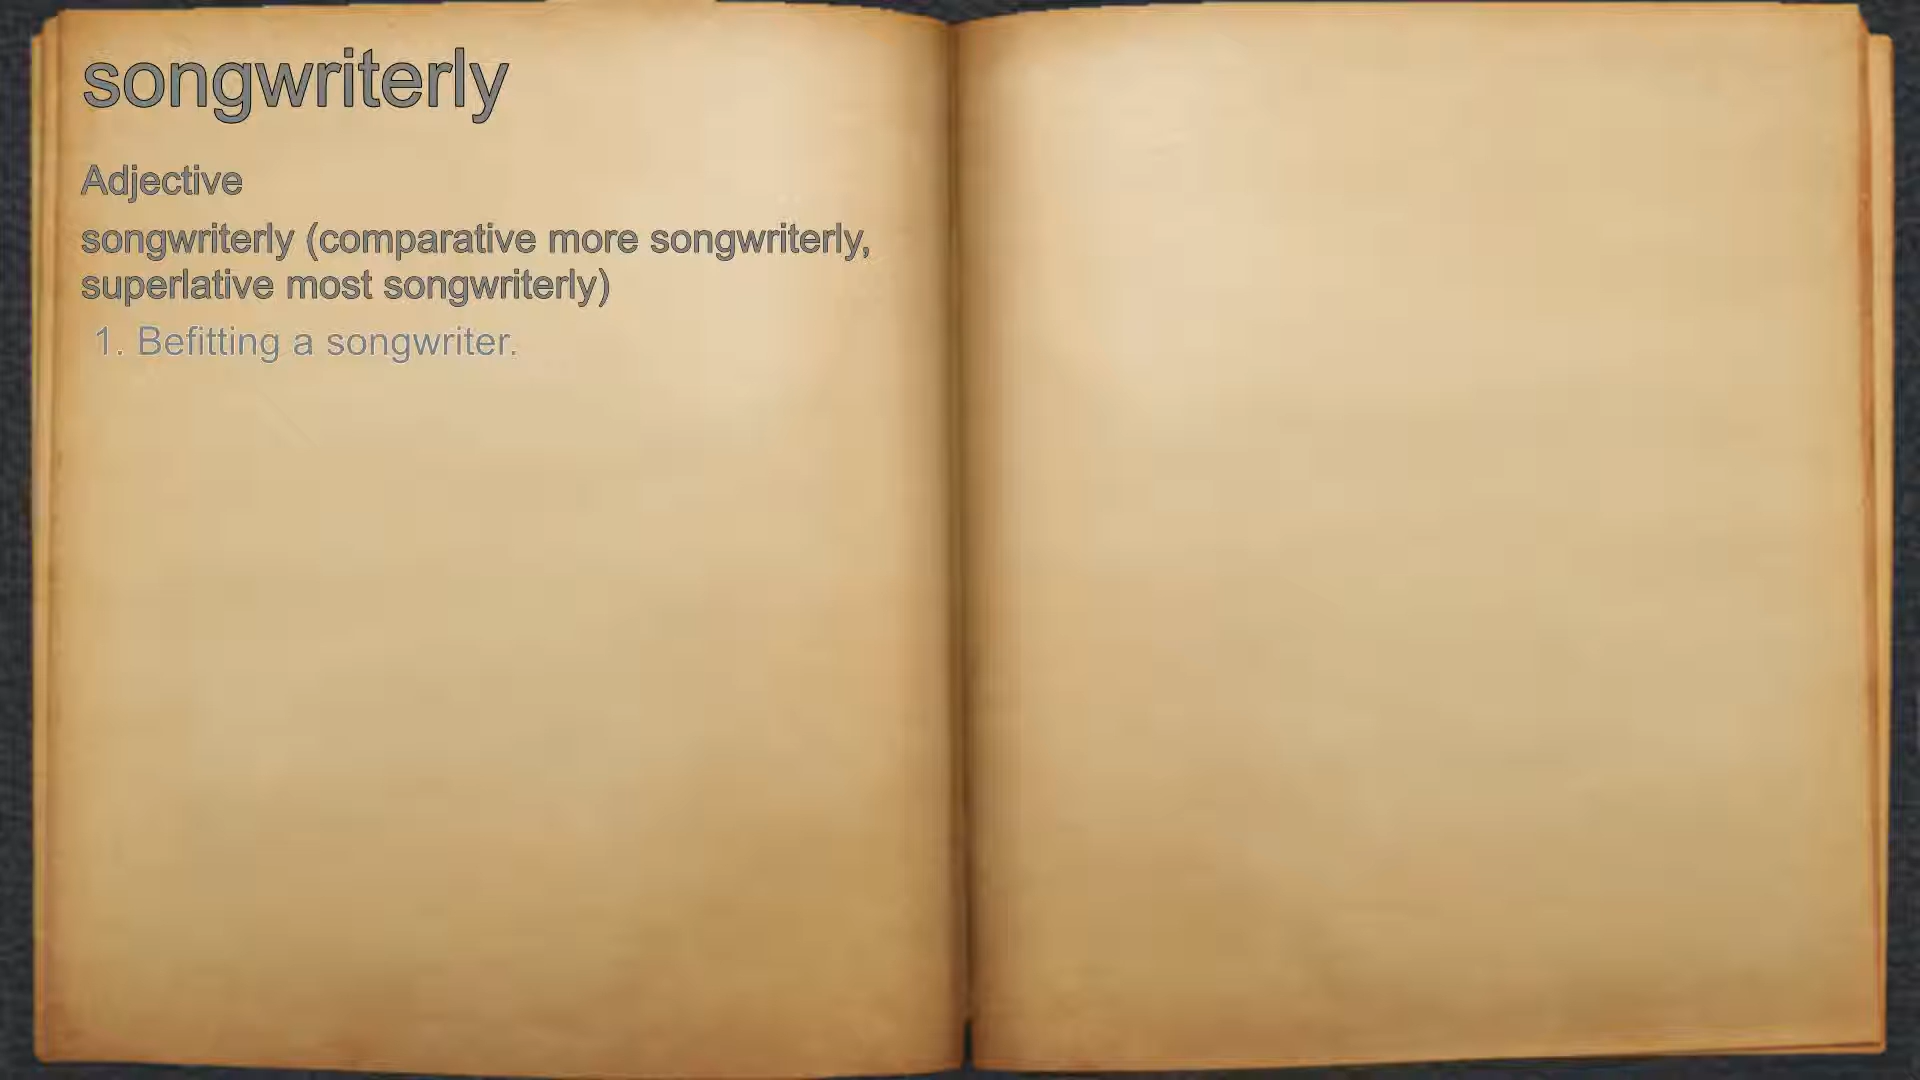 songwriterly
Adjective
songwriterly (comparative more songwriterly,
superlative most songwriterly)
1. Befitting a songwriter.